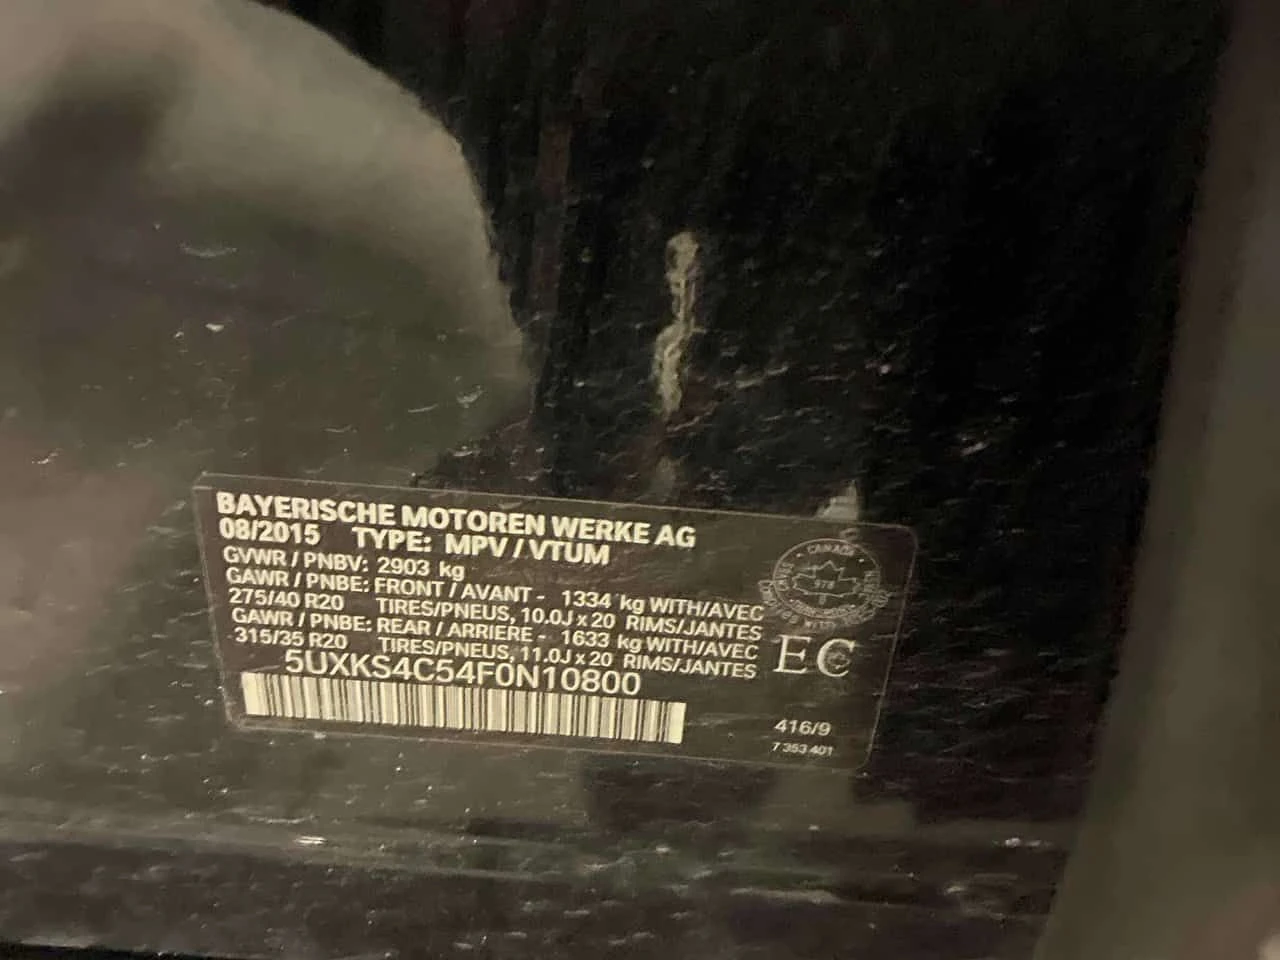 BAYERISCHE MOTOREN WERKE AG
08/2015 TYPE: MPV / VTUM
GVWR / PNBV: 2903 kg
GAWR / PNBE: FRONT / AVANT - 1334 kg WITH/AVEC
275/40 R20 TIRES/PNEUS, 10.0J x 20 RIMS/JANTES
GAWR / PNBE: REAR / ARRIERE - 1633 kg WITH/AVEC
315/35 R20 TIRES/PNEUS, 11.0J x 20 RIMS/JANTES
5UXKS4C54F0N10800
CANADA
978
EC
416/9
7 353 401